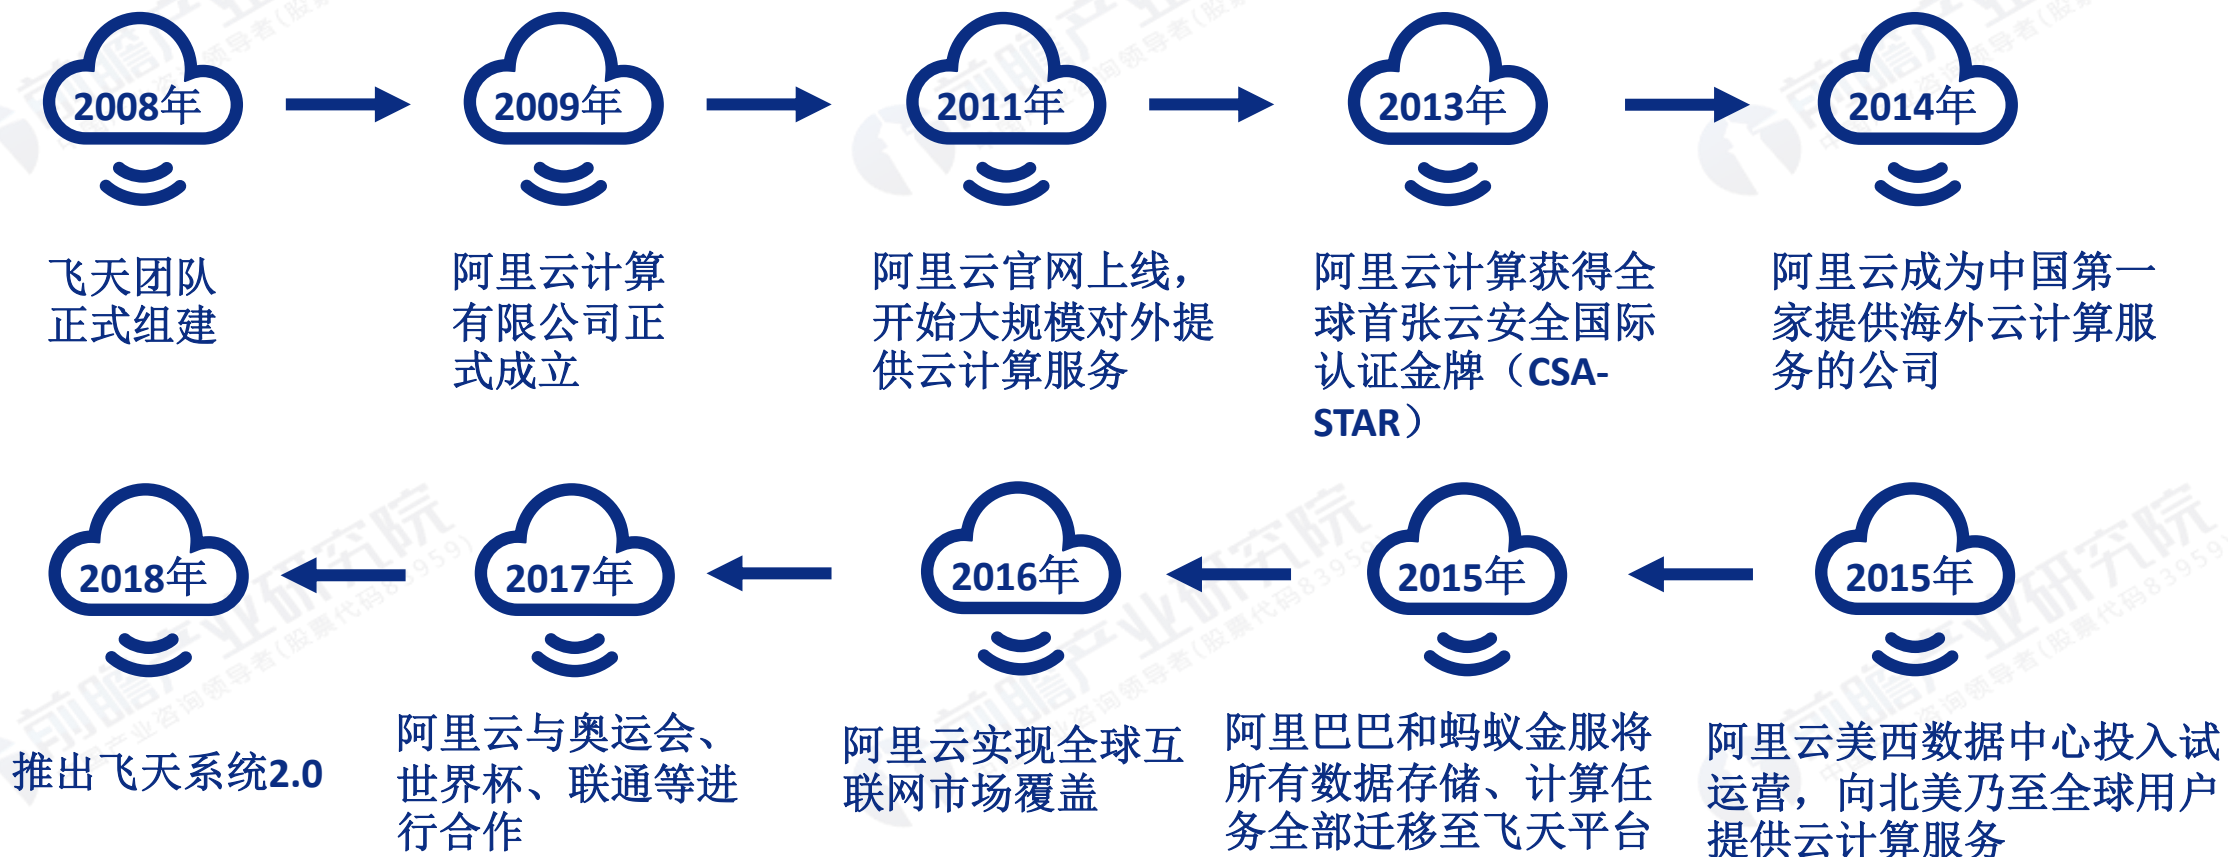 2008年
2009年
2011年
2013年
2014年
飞天团队
正式组建
阿里云计算
有限公司正
式成立
阿里云官网上线，
开始大规模对外提
供云计算服务
阿里云计算获得全
球首张云安全国际
认证金牌（CSA-
STAR）
阿里云成为中国第一
家提供海外云计算服
务的公司
2018年
2017年
2016年
2015年
2015年
推出飞天系统2.0
阿里云与奥运会、
世界杯、联通等进
行合作
阿里云实现全球互
联网市场覆盖
阿里巴巴和蚂蚁金服将
所有数据存储、计算任
务全部迁移至飞天平台
阿里云美西数据中心投入试
运营，向北美乃至全球用户
提供云计算服务
前瞻产业研究院